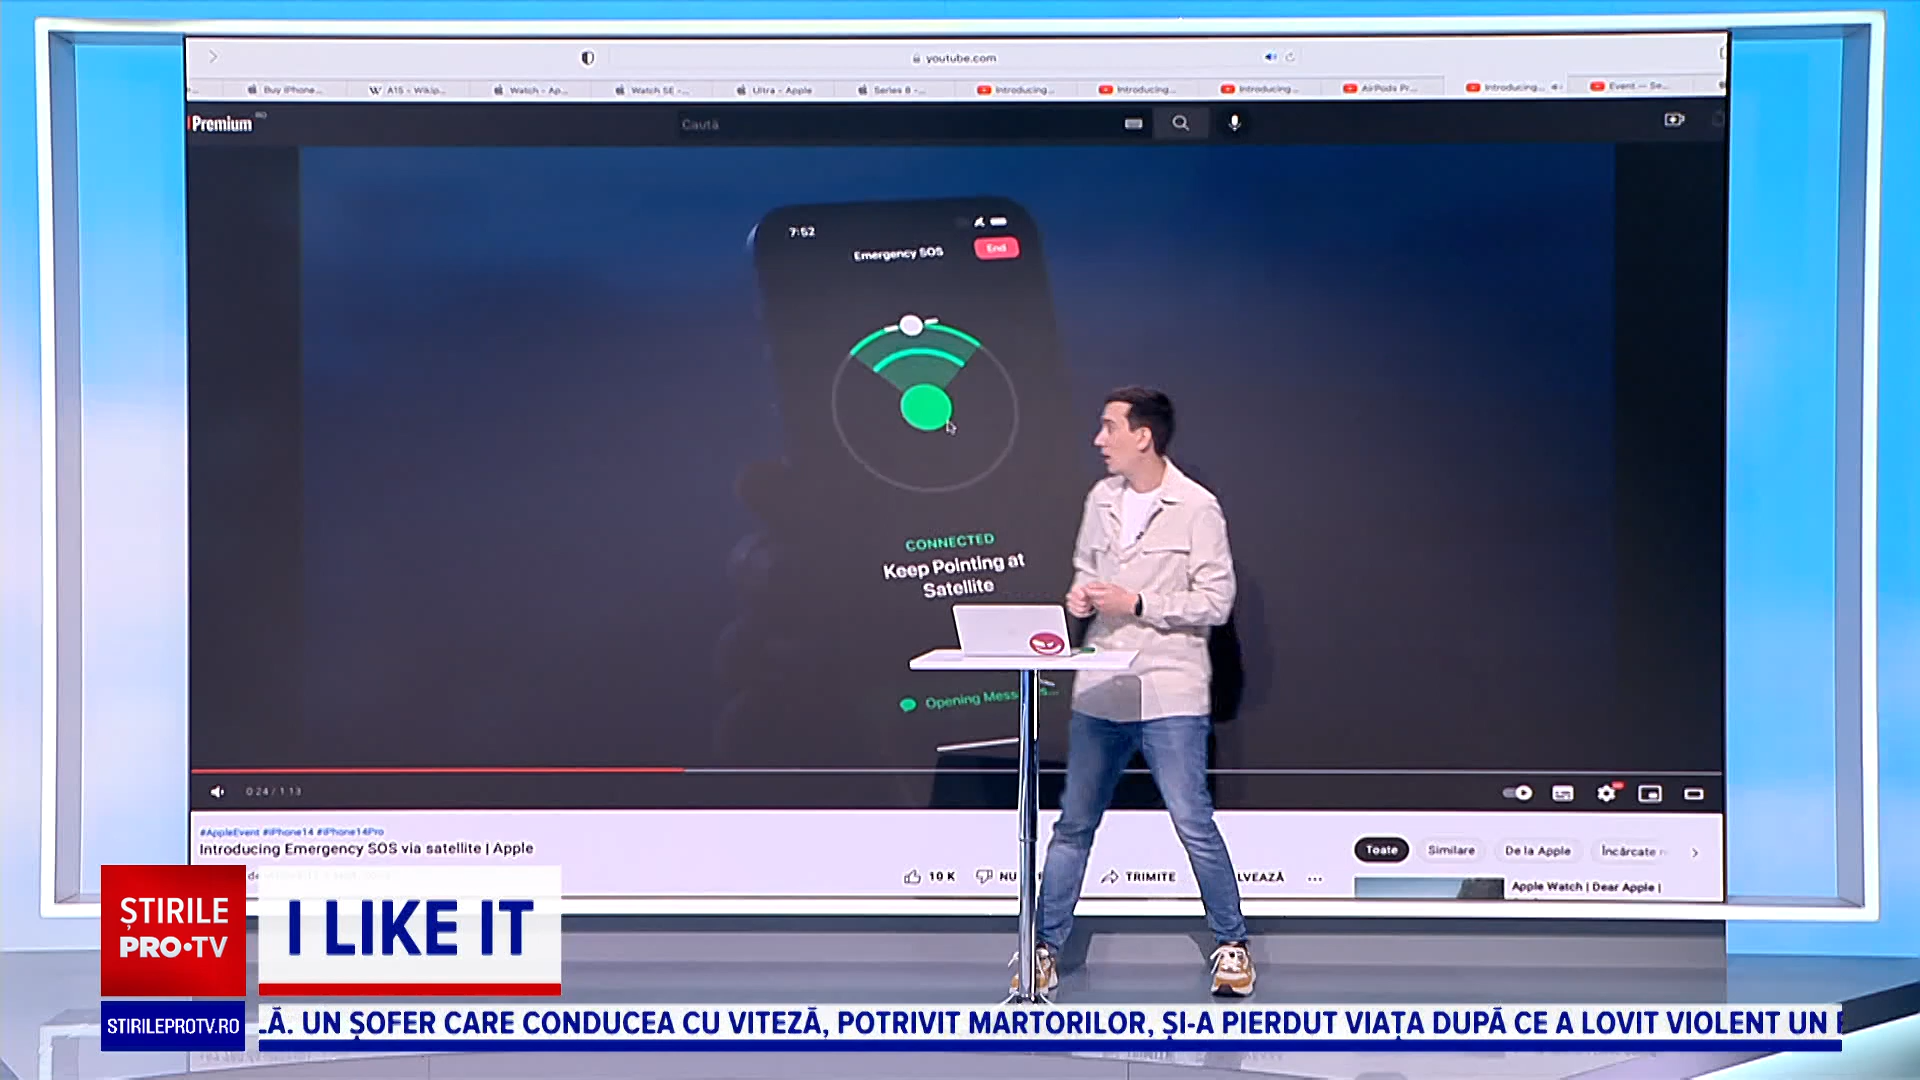 youtube.com
Buy iPhone...
A15 - Wikip...
Watch - Ap...
Watch SE -...
Ultra - Apple
Series 8 -...
Introducing...
Introducing...
Introducing...
AirPods Pr...
Introducing...
Event — Se...
Premium RO
Caută
7:52
Emergency SOS
End
CONNECTED
Keep Pointing at
Satellite
Opening Mess
0:24 / 1:13
#AppleEvent #iPhone14 #iPhone14Pro
Introducing Emergency SOS via satellite | Apple
10 K
NU
TRIMITE
LVEAZĂ
Toate
Similare
De la Apple
Încărcate
Apple Watch | Dear Apple |
ȘTIRILE
PRO•TV
I LIKE IT
STIRILEPROTV.RO
LĂ. UN ȘOFER CARE CONDUCEA CU VITEZĂ, POTRIVIT MARTORILOR, ȘI-A PIERDUT VIAȚA DUPĂ CE A LOVIT VIOLENT UN